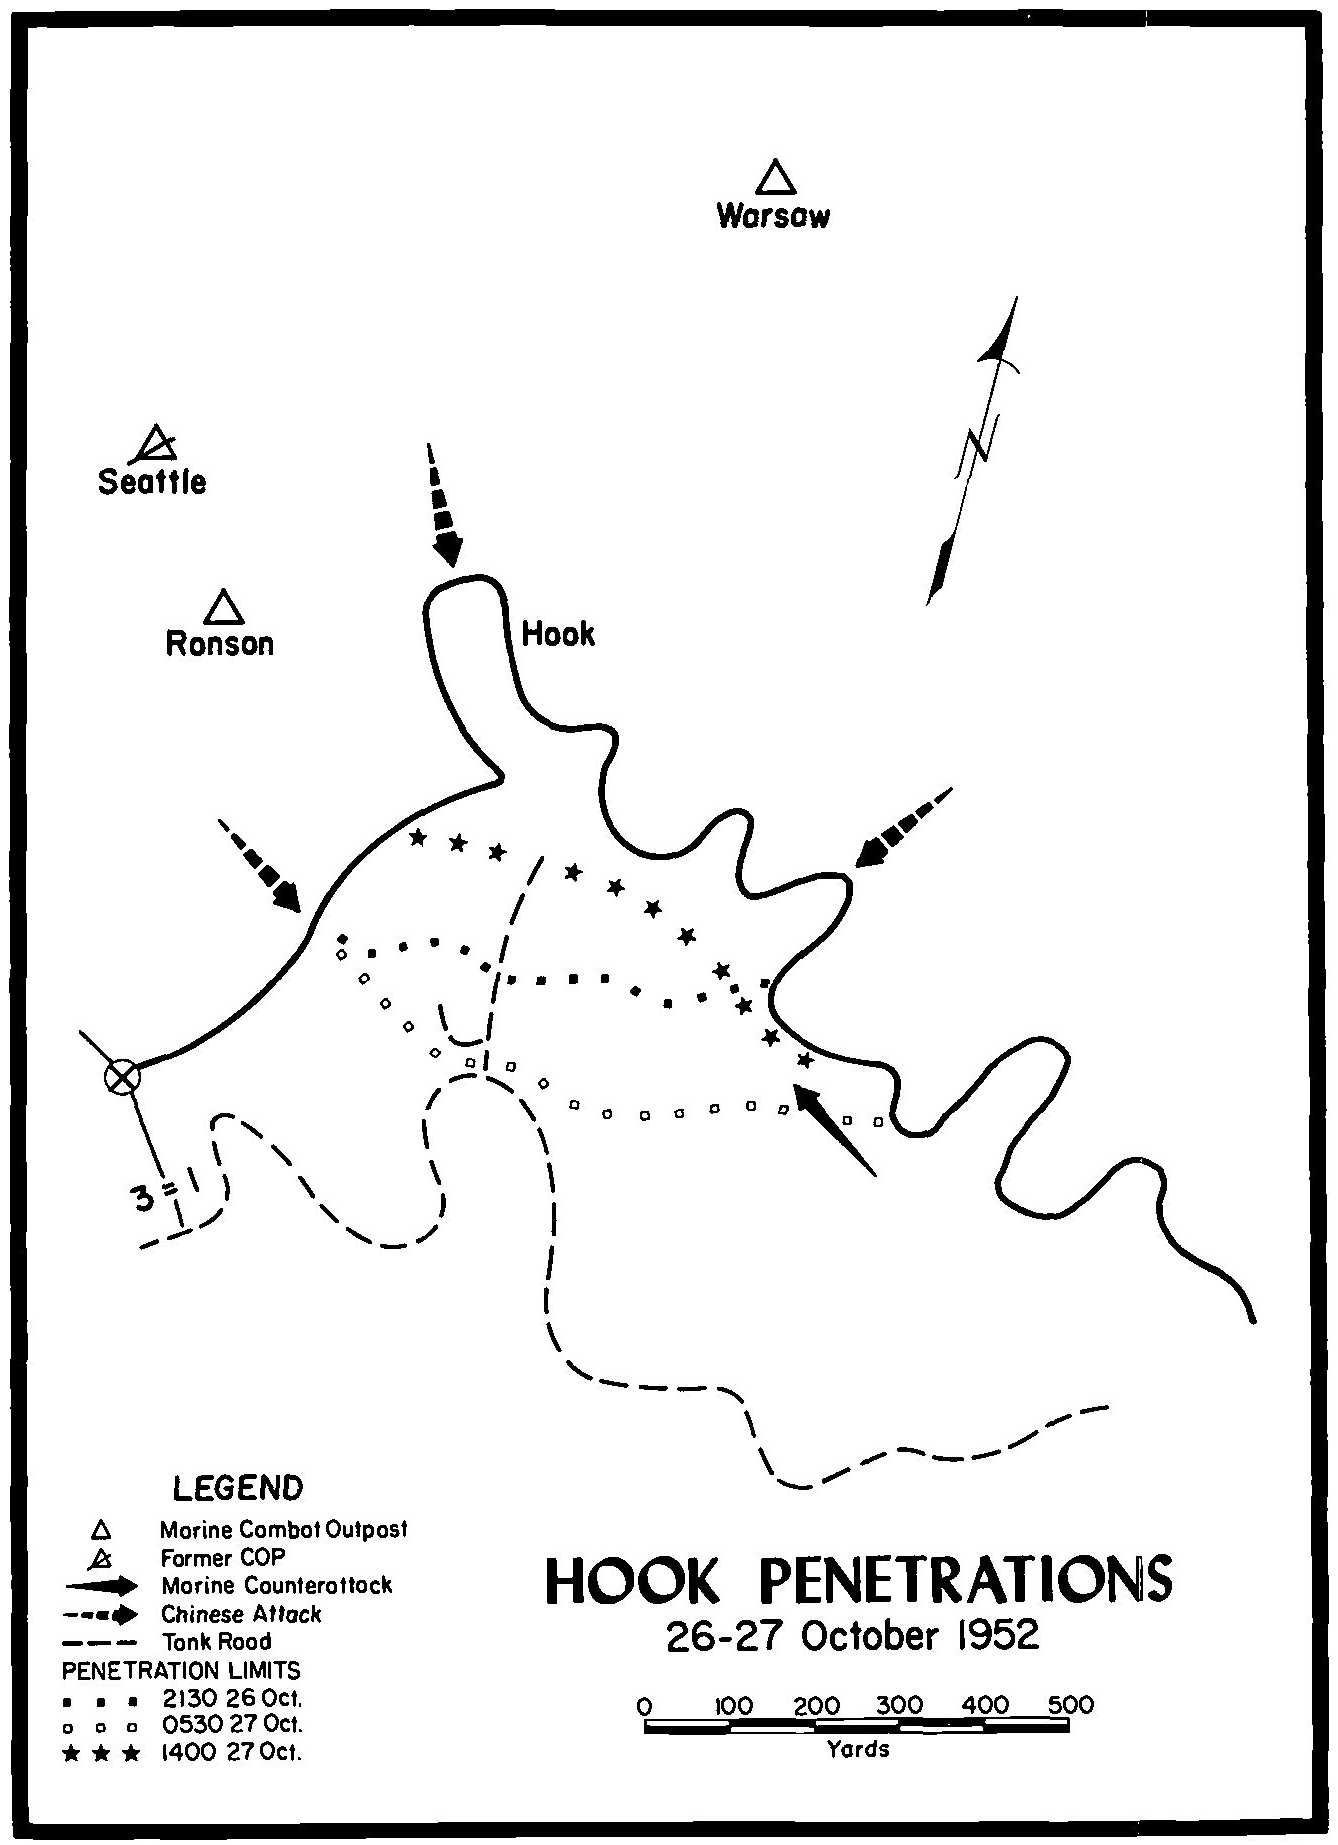 Warsaw
N
Seattle
Ronson
Hook
3 = 1
LEGEND
Marine Combat Outpost
Former COP
Marine Counterattack
Chinese Attack
Tank Road
PENETRATION LIMITS
2130 26 Oct.
0530 27 Oct.
1400 27 Oct.
HOOK PENETRATIONS
26-27 October 1952
0 100 200 300 400 500
Yards